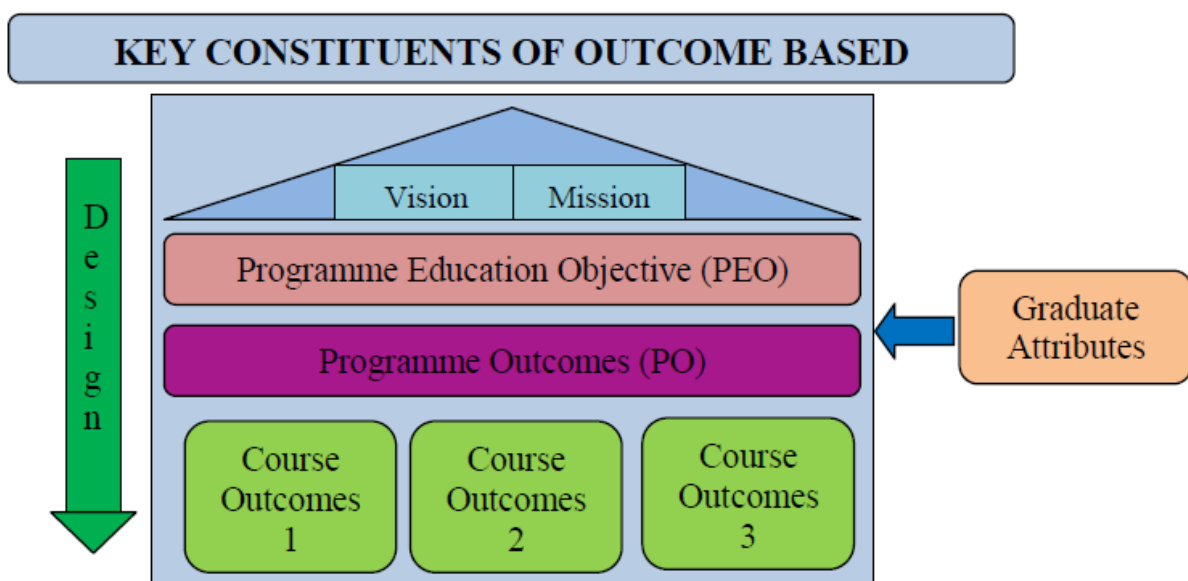 KEY CONSTITUENTS OF OUTCOME BASED
Design
Vision
Mission
Programme Education Objective (PEO)
Programme Outcomes (PO)
Graduate
Attributes
Course
Outcomes
1
Course
Outcomes
2
Course
Outcomes
3